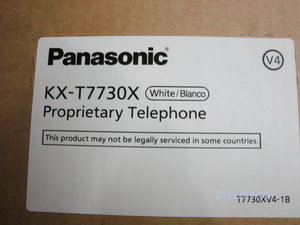 Panasonic
V4
KX-T7730X White/Blanco
Proprietary Telephone
This product may not be legally serviced in some countries.
T7730XV4-1B